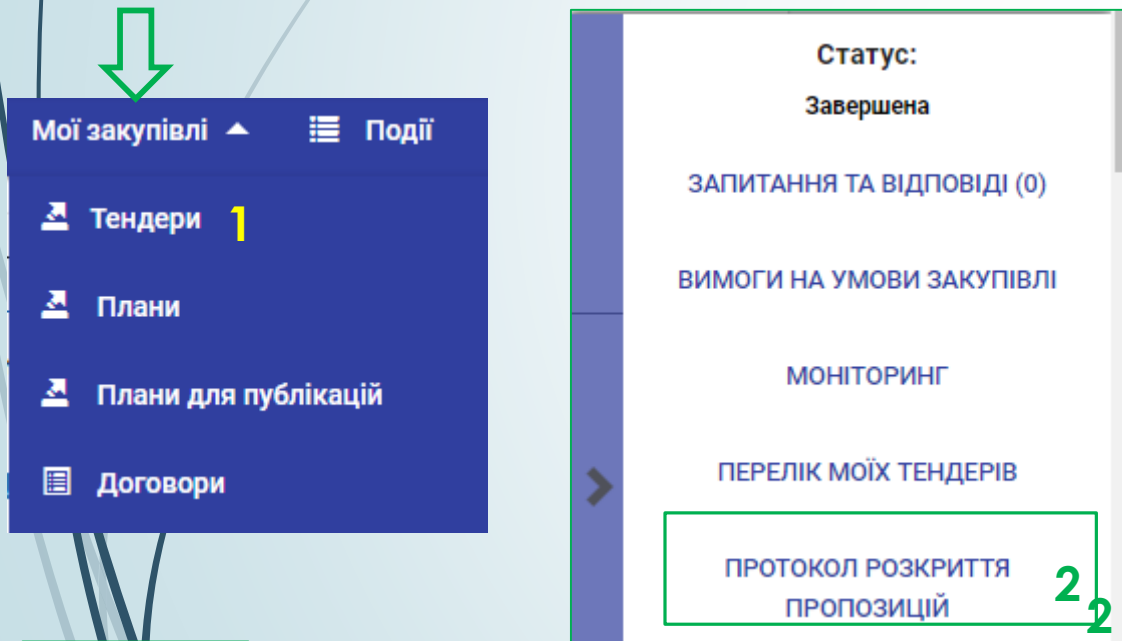 Мої закупівлі
Події
Тендери 1
Плани
Плани для публікацій
Договори
Статус:
Завершена
ЗАПИТАННЯ ТА ВІДПОВІДІ (0)
ВИМОГИ НА УМОВИ ЗАКУПІВЛІ
МОНІТОРИНГ
ПЕРЕЛІК МОЇХ ТЕНДЕРІВ
ПРОТОКОЛ РОЗКРИТТЯ
ПРОПОЗИЦІЙ
2
2